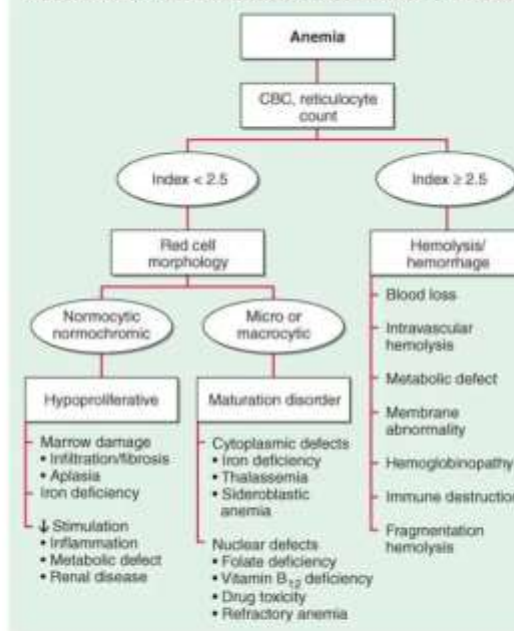 Anemia
CBC, reticulocyte
count
Index < 2.5
Index ≥ 2.5
Red cell
morphology
Hemolysis/
hemorrhage
Normocytic
normochromic
Micro or
macrocytic
Hypoproliferative
Maturation disorder
Marrow damage
• Infiltration/fibrosis
• Aplasia
Iron deficiency
↓ Stimulation
• Inflammation
• Metabolic defect
• Renal disease
Cytoplasmic defects
• Iron deficiency
• Thalassemia
• Sideroblastic
anemia
Nuclear defects
• Folate deficiency
• Vitamin B₁₂ deficiency
• Drug toxicity
• Refractory anemia
Blood loss
Intravascular
hemolysis
Metabolic defect
Membrane
abnormality
Hemoglobinopathy
Immune destruction
Fragmentation
hemolysis